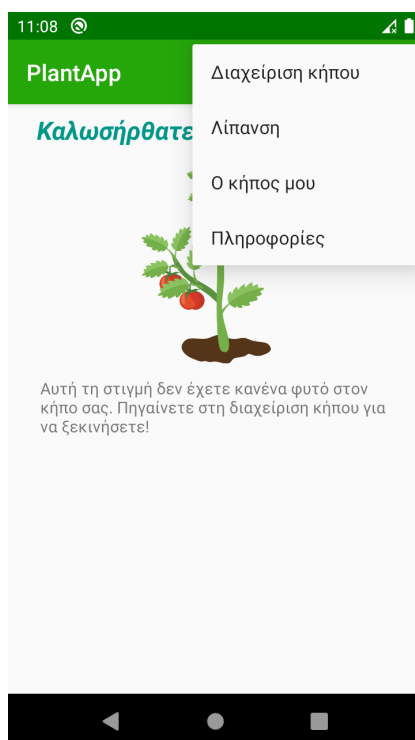 11:08
PlantApp
Διαχείριση κήπου
Λίπανση
Ο κήπος μου
Πληροφορίες
Καλωσήρθατε
Αυτή τη στιγμή δεν έχετε κανένα φυτό στον
κήπο σας. Πηγαίνετε στη διαχείριση κήπου για
να ξεκινήσετε!